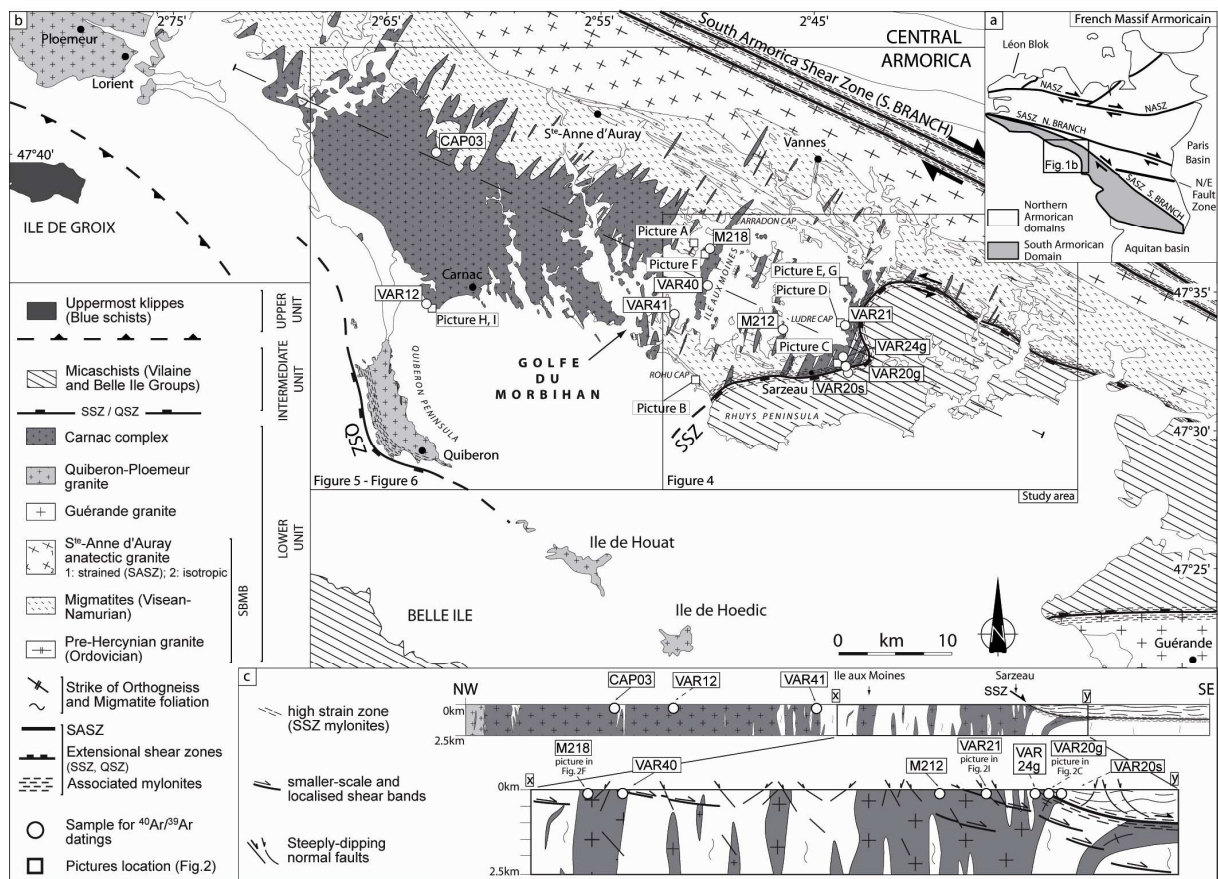 b
2°75'
2°65'
2°55'
2°45'
a
French Massif Armoricain
Ploemeur
Lorient
South Armorica Shear Zone (S. BRANCH)
CENTRAL
ARMORICA
Léon Blok
NASZ
NASZ
SASZ N. BRANCH
Paris
Basin
Fig.1b
SASZ S. BRANCH
N/E
Fault
Zone
Northern
Armorican
domains
South Armorican
Domain
Aquitan basin
Ste-Anne d'Auray
Vannes
CAP03
47°40'
ILE DE GROIX
ARRADON CAP
Picture A
M218
Picture F
ILE AUX MOINES
Picture E, G
VAR40
Picture D
Carnac
VAR12
VAR41
Picture H, I
M212
LUDRE CAP
VAR21
47°35'
Picture C
VAR24g
GOLFE
DU
MORBIHAN
QUIBERON PENINSULA
ROHU CAP
Sarzeau
VAR20g
VAR20s
Picture B
SSZ
RHUYS PENINSULA
47°30'
QSZ
Quiberon
Figure 5 - Figure 6
Figure 4
Study area
Ile de Houat
47°25'
BELLE ILE
Ile de Hoedic
N
0 km 10
Guérande
Uppermost klippes
(Blue schists)
UPPER
UNIT
Micaschists (Vilaine
and Belle Ile Groups)
INTERMEDIATE
UNIT
SSZ / QSZ
Carnac complex
Quiberon-Ploemeur
granite
Guérande granite
LOWER
UNIT
Ste-Anne d'Auray
anatectic granite
1: strained (SASZ); 2: isotropic
SBMB
Migmatites (Visean-
Namurian)
Pre-Hercynian granite
(Ordovician)
Strike of Orthogneiss
and Migmatite foliation
SASZ
Extensional shear zones
(SSZ, QSZ)
Associated mylonites
Sample for 40Ar/39Ar
datings
Pictures location (Fig.2)
c
high strain zone
(SSZ mylonites)
smaller-scale and
localised shear bands
Steeply-dipping
normal faults
NW
CAP03
VAR12
VAR41
x
Ile aux Moines
Sarzeau
SSZ
y
SE
0km
2.5km
M218
picture in
Fig.2F
x
VAR40
M212
VAR21
picture in
Fig.2I
VAR
24g
VAR20g
picture in
Fig.2C
VAR20s
y
0km
2.5km